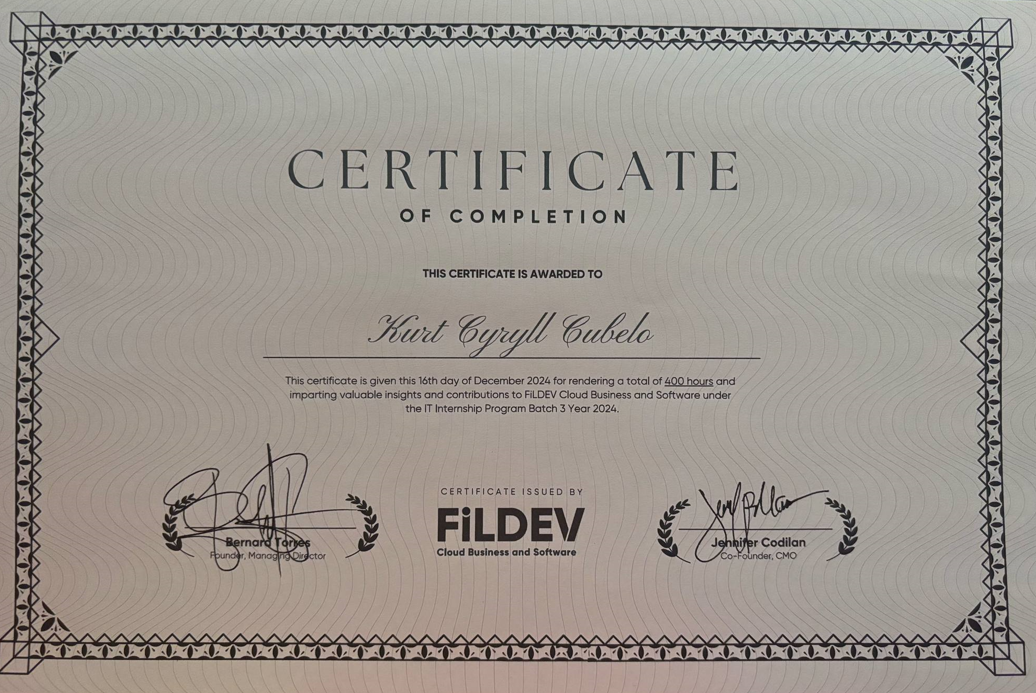 CERTIFICATE
OF COMPLETION
THIS CERTIFICATE IS AWARDED TO
Kurt Cyryll Cubelo
This certificate is given this 16th day of December 2024 for rendering a total of 400 hours and
imparting valuable insights and contributions to FiLDEV Cloud Business and Software under
the IT Internship Program Batch 3 Year 2024.
Bernard Torres
Founder, Managing Director
CERTIFICATE ISSUED BY
FiLDEV
Cloud Business and Software
Jennifer Codilan
Co-Founder, CMO